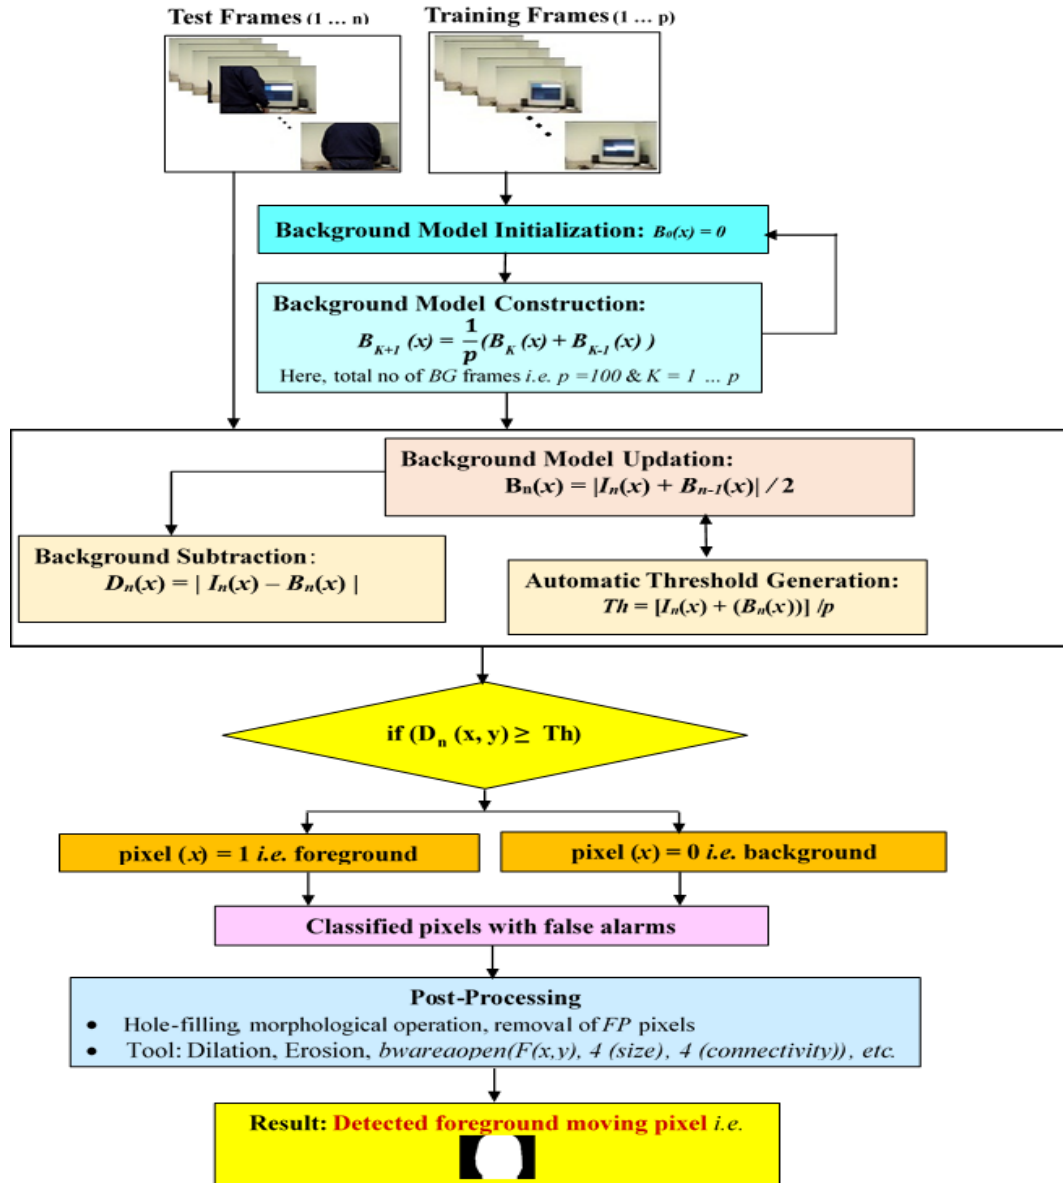 Test Frames (1 … n)
Training Frames (1 … p)
Background Model Initialization: B₀(x) = 0
Background Model Construction:
B_{K+1} (x) = \frac{1}{p}(B_K (x) + B_{K-1} (x) )
Here, total no of BG frames i.e. p =100 & K = 1 … p
Background Model Updation:
Bₙ(x) = |Iₙ(x) + Bₙ₋₁(x)| / 2
Background Subtraction:
Dₙ(x) = | Iₙ(x) – Bₙ(x) |
Automatic Threshold Generation:
Th = [Iₙ(x) + (Bₙ(x))] /p
if (Dₙ (x, y) ≥ Th)
pixel (x) = 1 i.e. foreground
pixel (x) = 0 i.e. background
Classified pixels with false alarms
Post-Processing
• Hole-filling, morphological operation, removal of FP pixels
• Tool: Dilation, Erosion, bwareaopen(F(x,y), 4 (size), 4 (connectivity)), etc.
Result: Detected foreground moving pixel i.e.